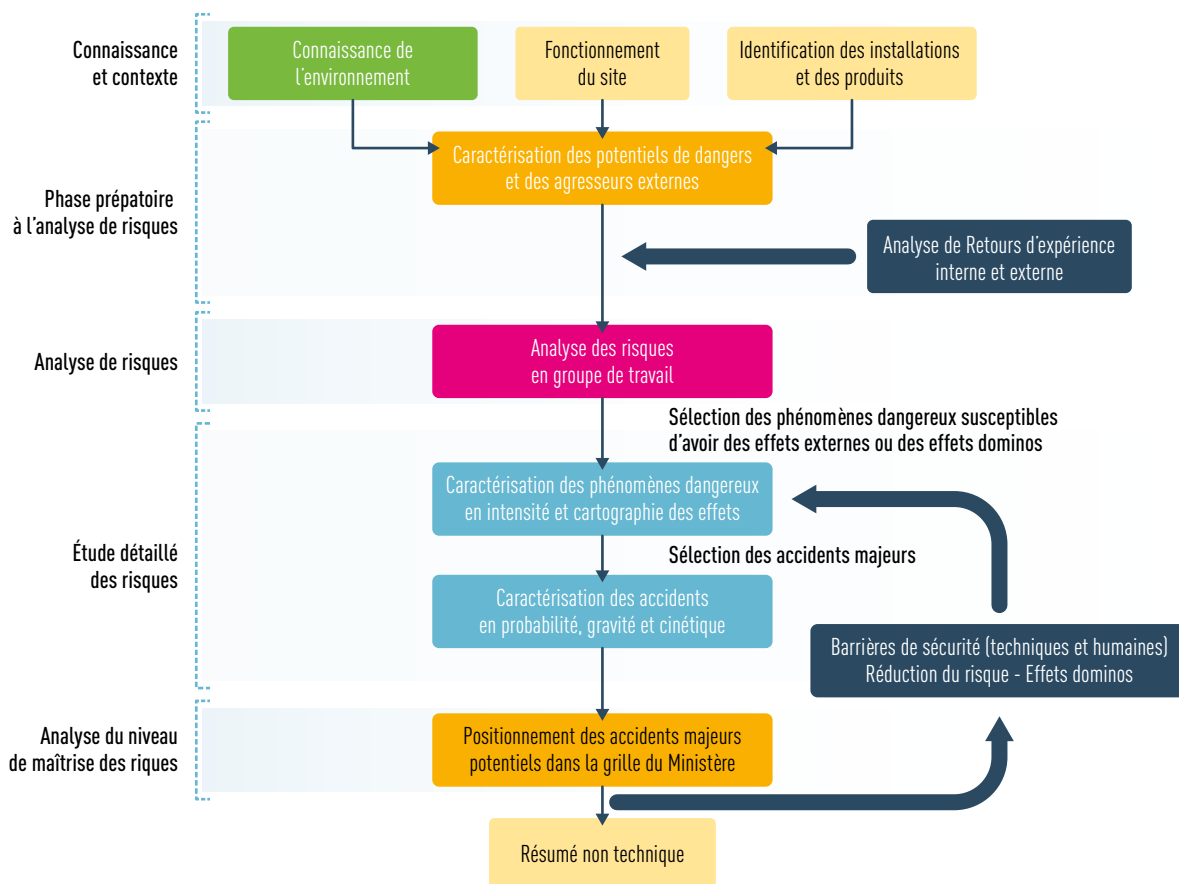 Connaissance
et contexte
Connaissance de
l'environnement
Fonctionnement
du site
Identification des installations
et des produits
Phase prépatoire
à l'analyse de risques
Caractérisation des potentiels de dangers
et des agresseurs externes
Analyse de Retours d'expérience
interne et externe
Analyse de risques
Analyse des risques
en groupe de travail
Sélection des phénomènes dangereux susceptibles
d'avoir des effets externes ou des effets dominos
Étude détaillé
des risques
Caractérisation des phénomènes dangereux
en intensité et cartographie des effets
Sélection des accidents majeurs
Caractérisation des accidents
en probabilité, gravité et cinétique
Barrières de sécurité (techniques et humaines)
Réduction du risque - Effets dominos
Analyse du niveau
de maîtrise des riques
Positionnement des accidents majeurs
potentiels dans la grille du Ministère
Résumé non technique